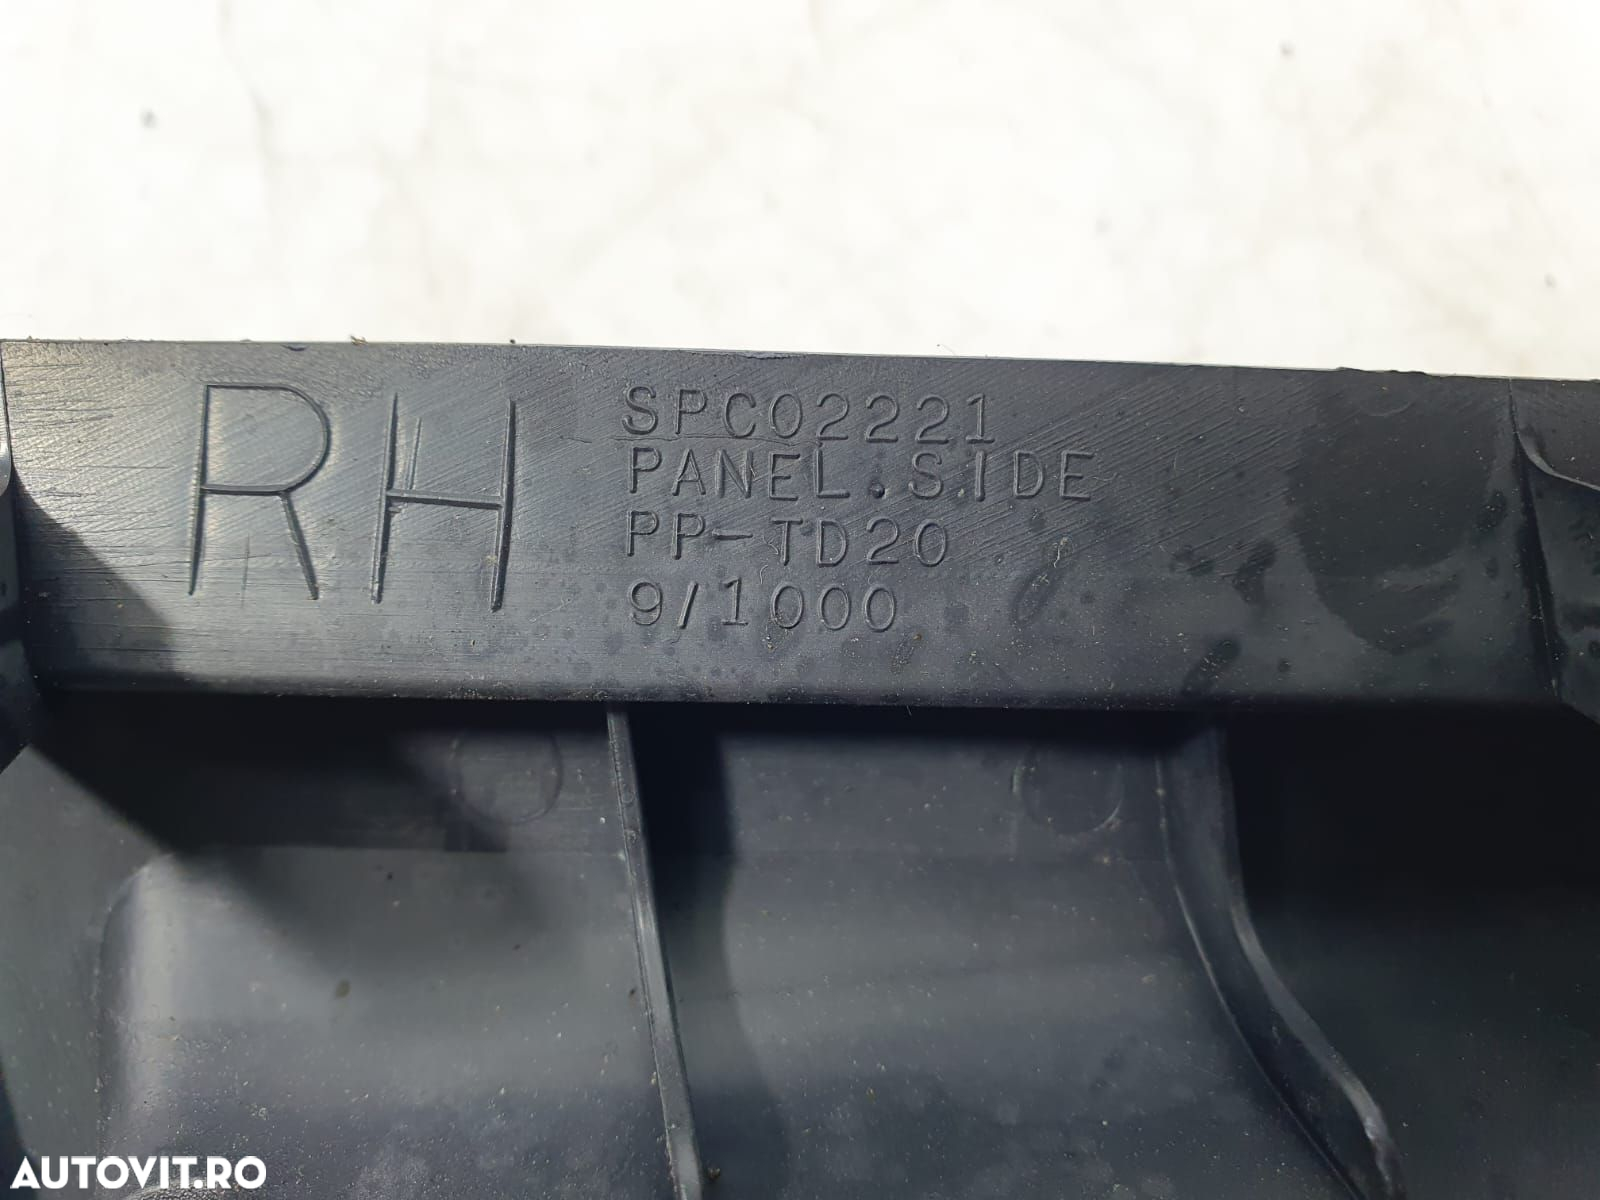 RH
SPC02221
PANEL.SIDE
PP-TD20
9/1000
AUTOVIT.RO